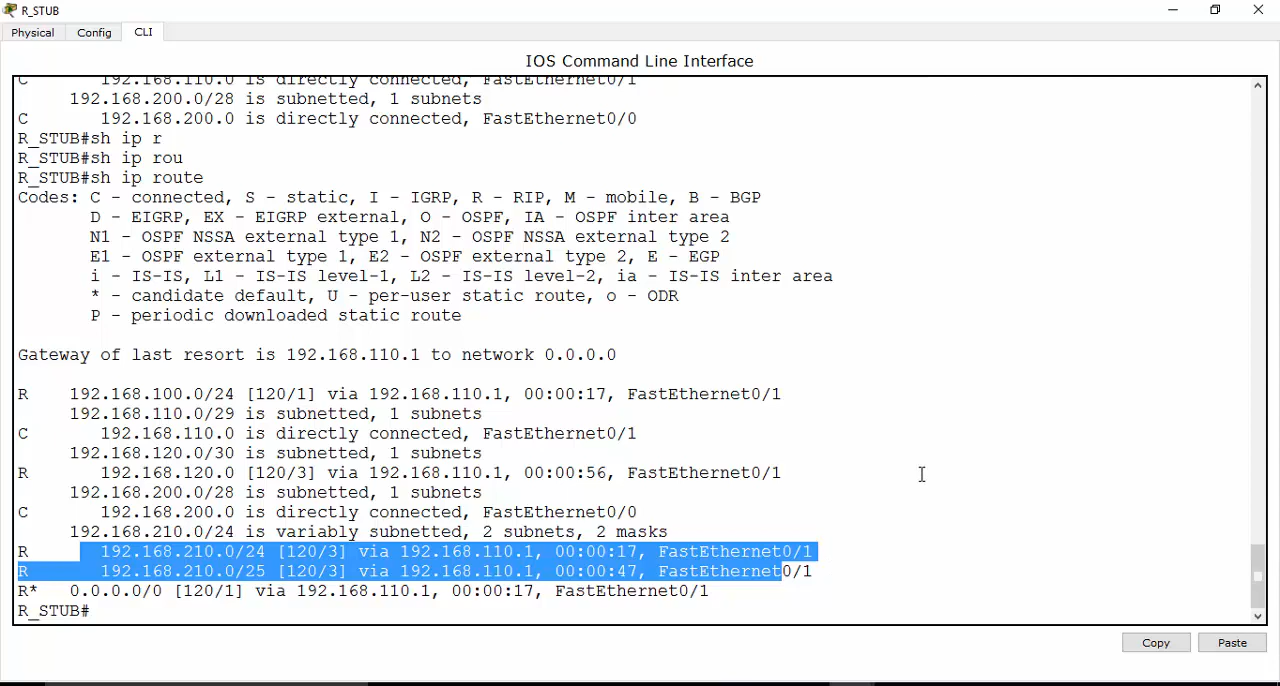 R_STUB
Physical Config CLI
IOS Command Line Interface
C       192.168.110.0 is directly connected, FastEthernet0/1
     192.168.200.0/28 is subnetted, 1 subnets
C       192.168.200.0 is directly connected, FastEthernet0/0
R_STUB#sh ip r
R_STUB#sh ip rou
R_STUB#sh ip route
Codes: C - connected, S - static, I - IGRP, R - RIP, M - mobile, B - BGP
       D - EIGRP, EX - EIGRP external, O - OSPF, IA - OSPF inter area
       N1 - OSPF NSSA external type 1, N2 - OSPF NSSA external type 2
       E1 - OSPF external type 1, E2 - OSPF external type 2, E - EGP
       i - IS-IS, L1 - IS-IS level-1, L2 - IS-IS level-2, ia - IS-IS inter area
       * - candidate default, U - per-user static route, o - ODR
       P - periodic downloaded static route
Gateway of last resort is 192.168.110.1 to network 0.0.0.0
R    192.168.100.0/24 [120/1] via 192.168.110.1, 00:00:17, FastEthernet0/1
     192.168.110.0/29 is subnetted, 1 subnets
C       192.168.110.0 is directly connected, FastEthernet0/1
     192.168.120.0/30 is subnetted, 1 subnets
R       192.168.120.0 [120/3] via 192.168.110.1, 00:00:56, FastEthernet0/1
     192.168.200.0/28 is subnetted, 1 subnets
C       192.168.200.0 is directly connected, FastEthernet0/0
     192.168.210.0/24 is variably subnetted, 2 subnets, 2 masks
R       192.168.210.0/24 [120/3] via 192.168.110.1, 00:00:17, FastEthernet0/1
R       192.168.210.0/25 [120/3] via 192.168.110.1, 00:00:47, FastEthernet0/1
R*   0.0.0.0/0 [120/1] via 192.168.110.1, 00:00:17, FastEthernet0/1
R_STUB#
Copy Paste